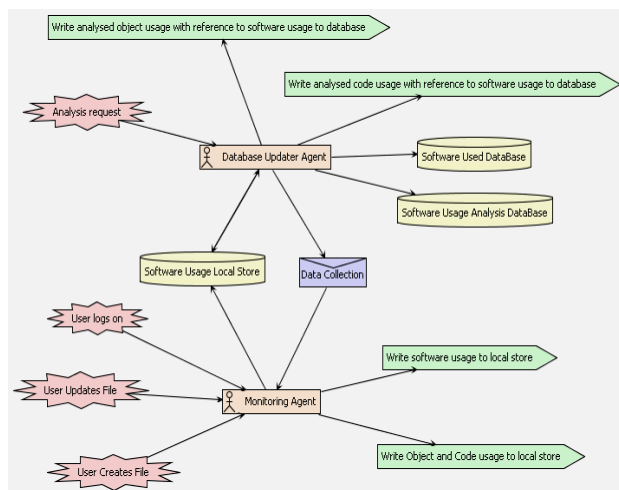 Write analysed object usage with reference to software usage to database
Write analysed code usage with reference to software usage to database
Analysis request
Database Updater Agent
Software Used DataBase
Software Usage Analysis DataBase
Software Usage Local Store
Data Collection
User logs on
Write software usage to local store
User Updates File
Monitoring Agent
Write Object and Code usage to local store
User Creates File